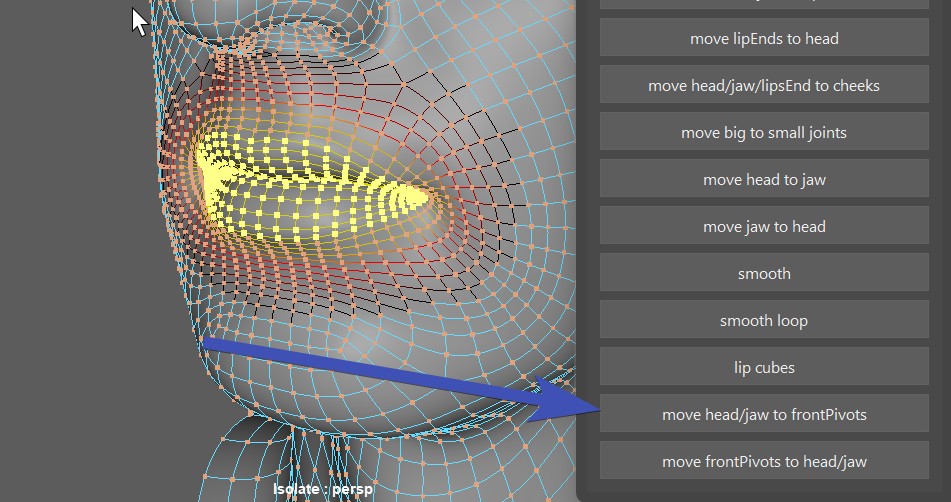 move lipEnds to head
move head/jaw/lipsEnd to cheeks
move big to small joints
move head to jaw
move jaw to head
smooth
smooth loop
lip cubes
move head/jaw to frontPivots
move frontPivots to head/jaw
Isolate : persp